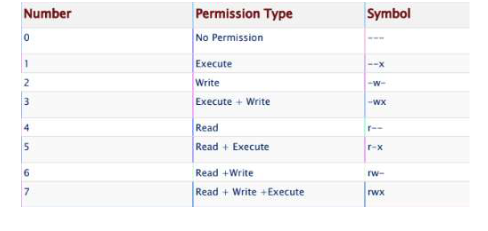 Number Permission Type Symbol
0 No Permission ---
1 Execute --x
2 Write -w-
3 Execute + Write -wx
4 Read r--
5 Read + Execute r-x
6 Read +Write rw-
7 Read + Write +Execute rwx